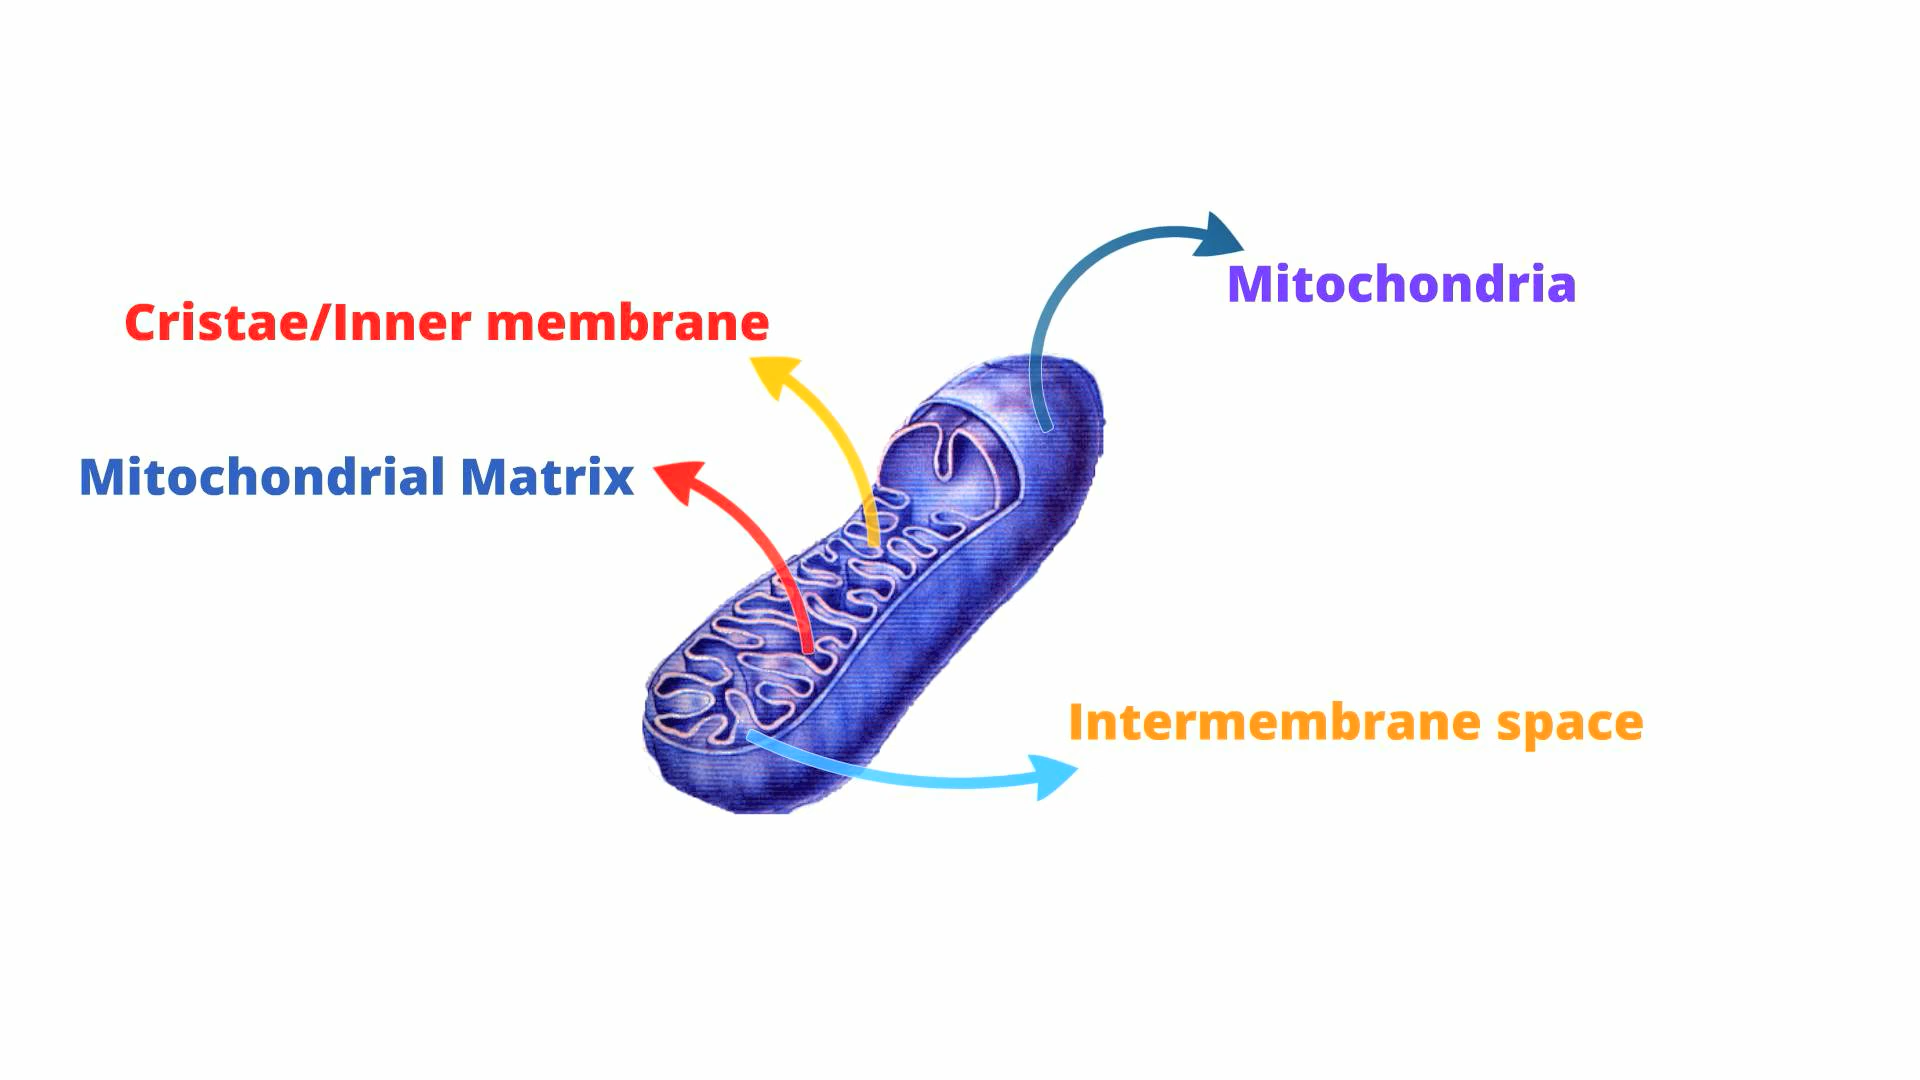 Mitochondria
Cristae/Inner membrane
Mitochondrial Matrix
Intermembrane space